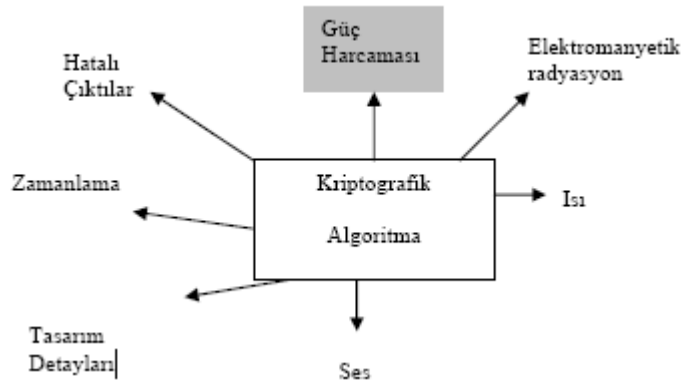 Güç
Harcaması
Elektromanyetik
radyasyon
Hatalı
Çıktılar
Kriptografik
Algoritma
Zamanlama
Isı
Tasarım
Detayları
Ses